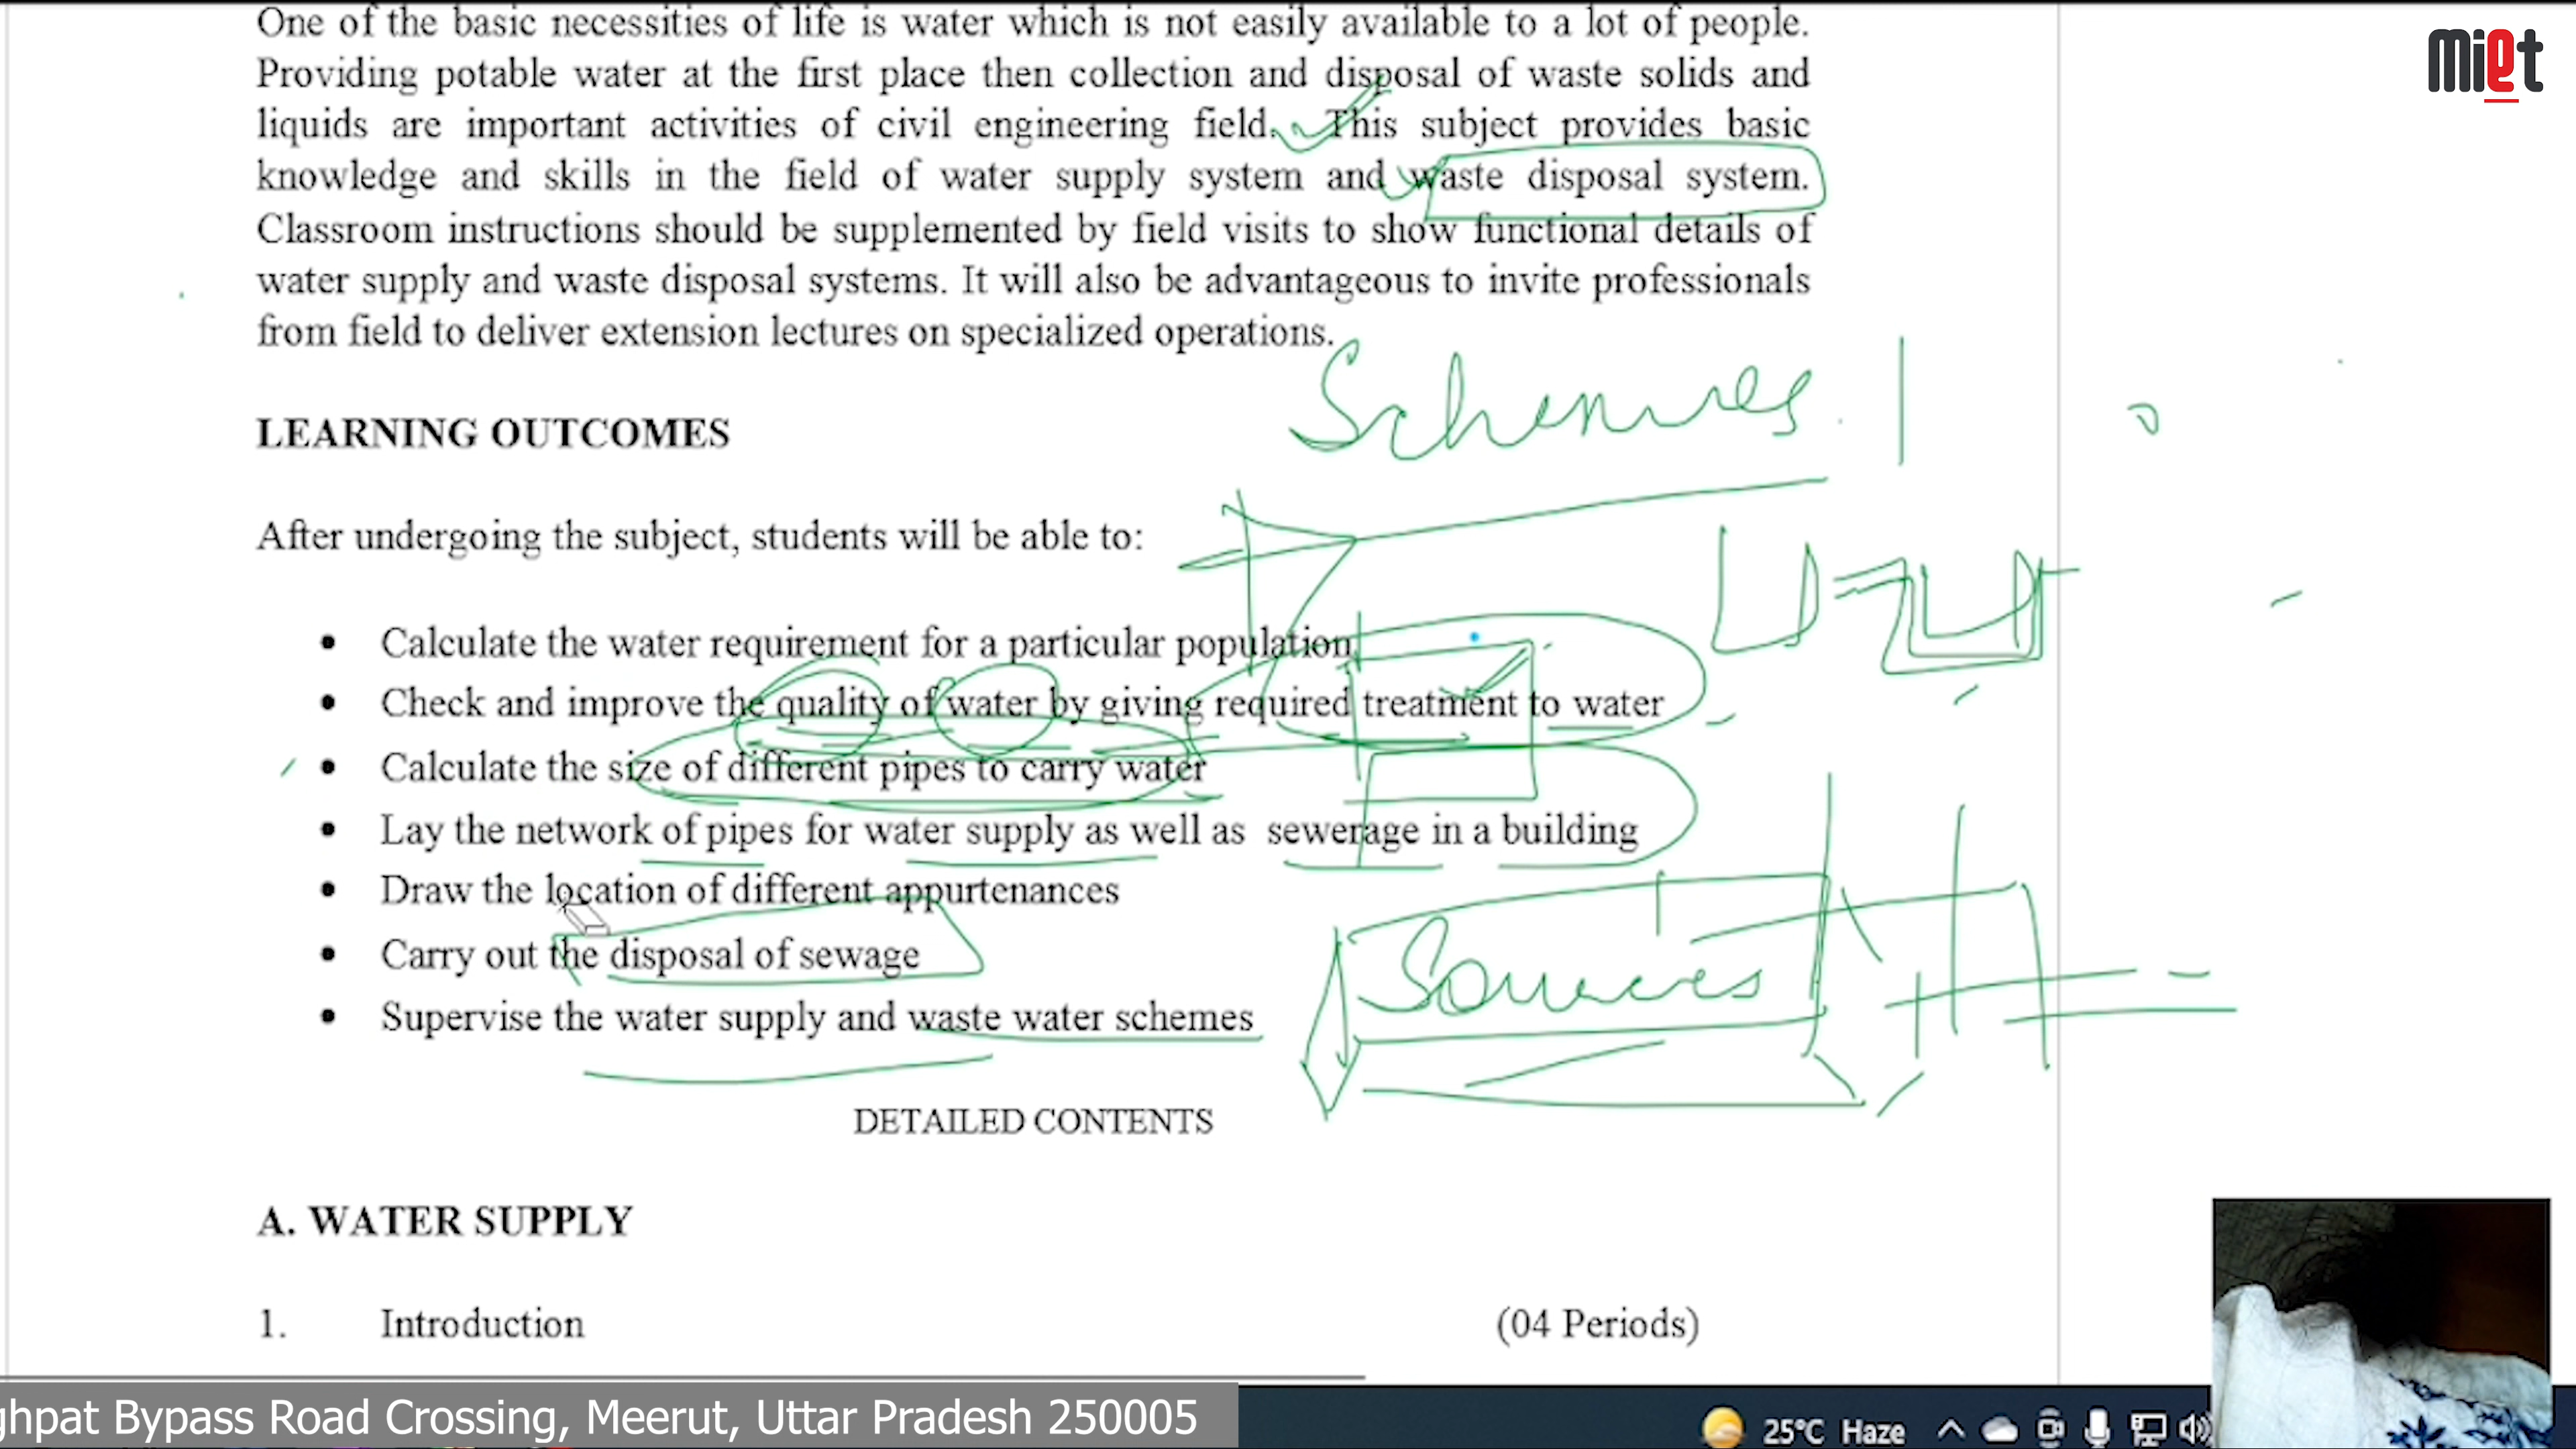 One of the basic necessities of life is water which is not easily available to a lot of people.
miet
Providing potable water at the first place then collection and disposal of waste solids and
liquids are important activities of civil engineering field. This subject provides basic
knowledge and skills in the field of water supply system and waste disposal system.
Classroom instructions should be supplemented by field visits to show functional details of
water supply and waste disposal systems. It will also be advantageous to invite professionals
from field to deliver extension lectures on specialized operations.
Schemes.
LEARNING OUTCOMES
After undergoing the subject, students will be able to:
• Calculate the water requirement for a particular population.
• Check and improve the quality of water by giving required treatment to water
• Calculate the size of different pipes to carry water
• Lay the network of pipes for water supply as well as sewerage in a building
• Draw the location of different appurtenances
• Carry out the disposal of sewage
Sources
• Supervise the water supply and waste water schemes
DETAILED CONTENTS
A. WATER SUPPLY
1. Introduction (04 Periods)
ghpat Bypass Road Crossing, Meerut, Uttar Pradesh 250005
25°C Haze